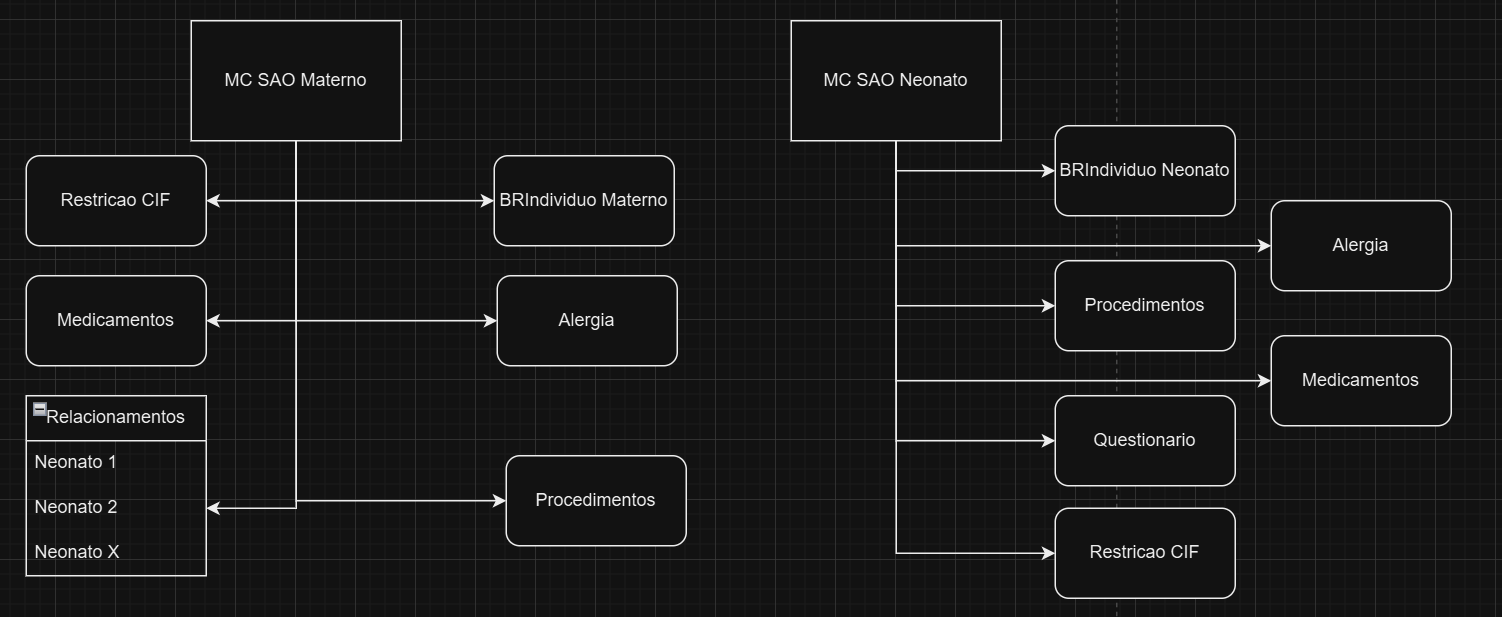 MC SAO Materno
Restricao CIF
BRIndividuo Materno
Medicamentos
Alergia
Relacionamentos
Neonato 1
Neonato 2
Neonato X
Procedimentos
MC SAO Neonato
BRIndividuo Neonato
Alergia
Procedimentos
Medicamentos
Questionario
Restricao CIF